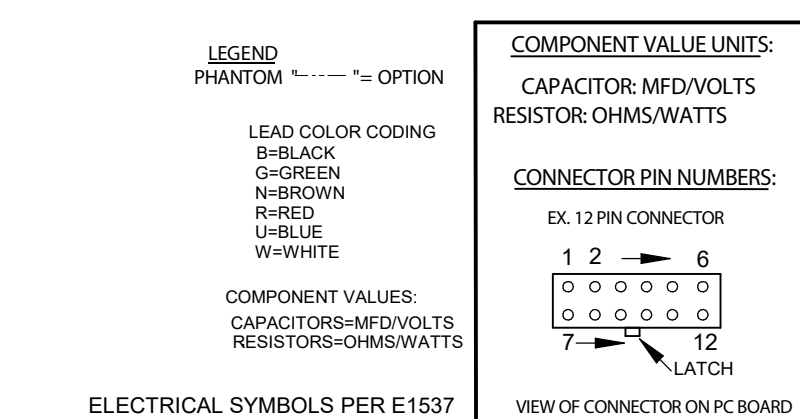 LEGEND
PHANTOM "— - - — "= OPTION
LEAD COLOR CODING
B=BLACK
G=GREEN
N=BROWN
R=RED
U=BLUE
W=WHITE
COMPONENT VALUES:
CAPACITORS=MFD/VOLTS
RESISTORS=OHMS/WATTS
ELECTRICAL SYMBOLS PER E1537
COMPONENT VALUE UNITS:
CAPACITOR: MFD/VOLTS
RESISTOR: OHMS/WATTS
CONNECTOR PIN NUMBERS:
EX. 12 PIN CONNECTOR
1 2 6
7 12
LATCH
VIEW OF CONNECTOR ON PC BOARD